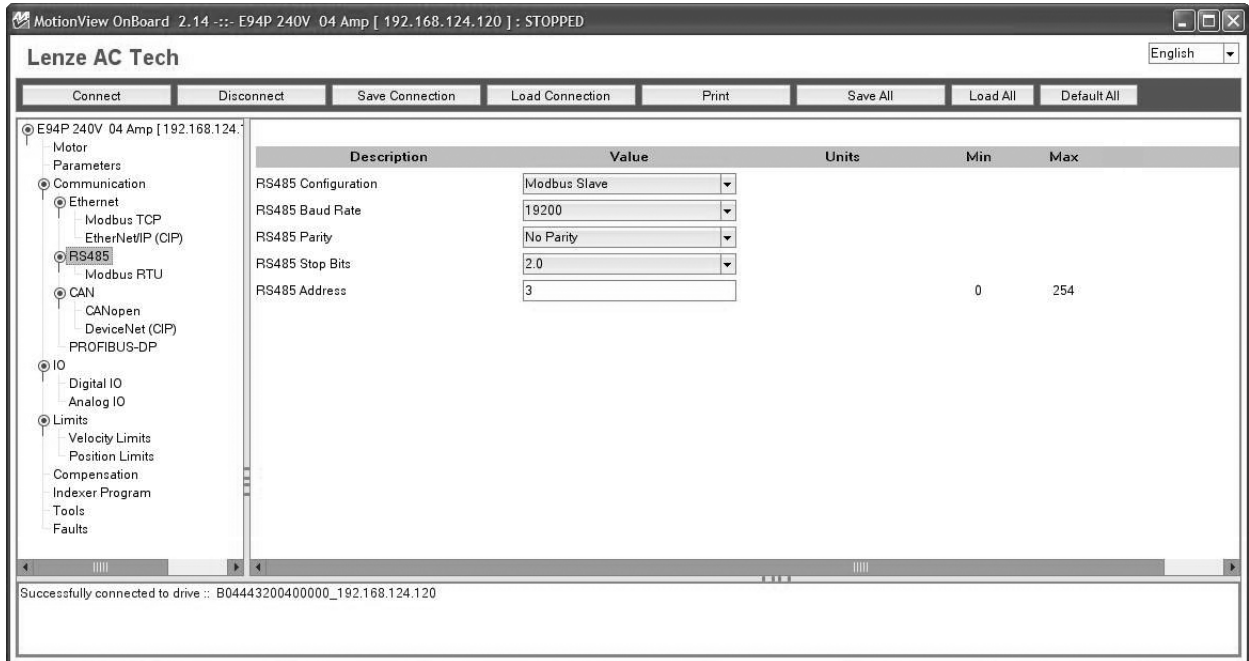 MotionView OnBoard 2.14 -::- E94P 240V 04 Amp [ 192.168.124.120 ] : STOPPED
Lenze AC Tech
English
Connect Disconnect Save Connection Load Connection Print Save All Load All Default All
E94P 240V 04 Amp [192.168.124.
Motor
Parameters
Communication
Ethernet
Modbus TCP
EtherNet/IP (CIP)
RS485
Modbus RTU
CAN
CANopen
DeviceNet (CIP)
PROFIBUS-DP
IO
Digital IO
Analog IO
Limits
Velocity Limits
Position Limits
Compensation
Indexer Program
Tools
Faults
Description Value Units Min Max
RS485 Configuration Modbus Slave
RS485 Baud Rate 19200
RS485 Parity No Parity
RS485 Stop Bits 2.0
RS485 Address 3 0 254
Successfully connected to drive :: B04443200400000_192.168.124.120